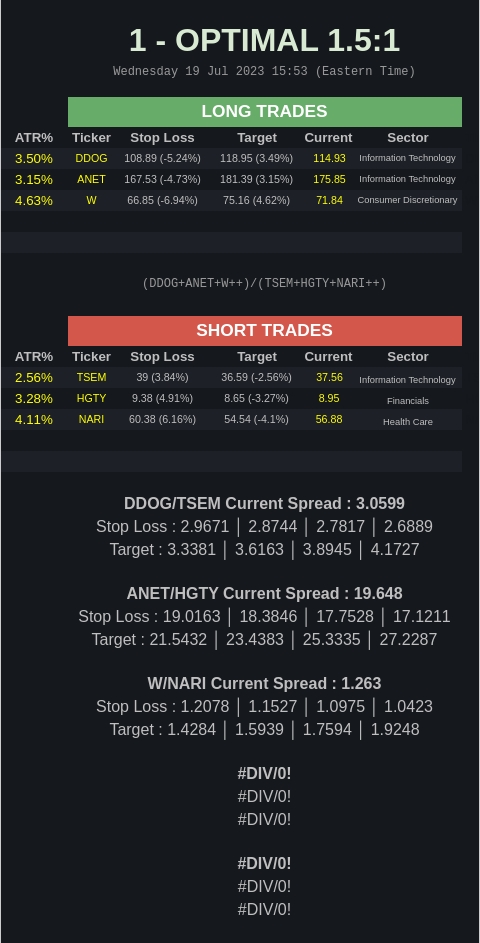 1 - OPTIMAL 1.5:1
Wednesday 19 Jul 2023 15:53 (Eastern Time)
LONG TRADES
ATR% Ticker Stop Loss Target Current Sector
3.50% DDOG 108.89 (-5.24%) 118.95 (3.49%) 114.93 Information Technology
3.15% ANET 167.53 (-4.73%) 181.39 (3.15%) 175.85 Information Technology
4.63% W 66.85 (-6.94%) 75.16 (4.62%) 71.84 Consumer Discretionary
(DDOG+ANET+W++)/(TSEM+HGTY+NARI++)
SHORT TRADES
ATR% Ticker Stop Loss Target Current Sector
2.56% TSEM 39 (3.84%) 36.59 (-2.56%) 37.56 Information Technology
3.28% HGTY 9.38 (4.91%) 8.65 (-3.27%) 8.95 Financials
4.11% NARI 60.38 (6.16%) 54.54 (-4.1%) 56.88 Health Care
DDOG/TSEM Current Spread : 3.0599
Stop Loss : 2.9671 │ 2.8744 │ 2.7817 │ 2.6889
Target : 3.3381 │ 3.6163 │ 3.8945 │ 4.1727
ANET/HGTY Current Spread : 19.648
Stop Loss : 19.0163 │ 18.3846 │ 17.7528 │ 17.1211
Target : 21.5432 │ 23.4383 │ 25.3335 │ 27.2287
W/NARI Current Spread : 1.263
Stop Loss : 1.2078 │ 1.1527 │ 1.0975 │ 1.0423
Target : 1.4284 │ 1.5939 │ 1.7594 │ 1.9248
#DIV/0!
#DIV/0!
#DIV/0!
#DIV/0!
#DIV/0!
#DIV/0!